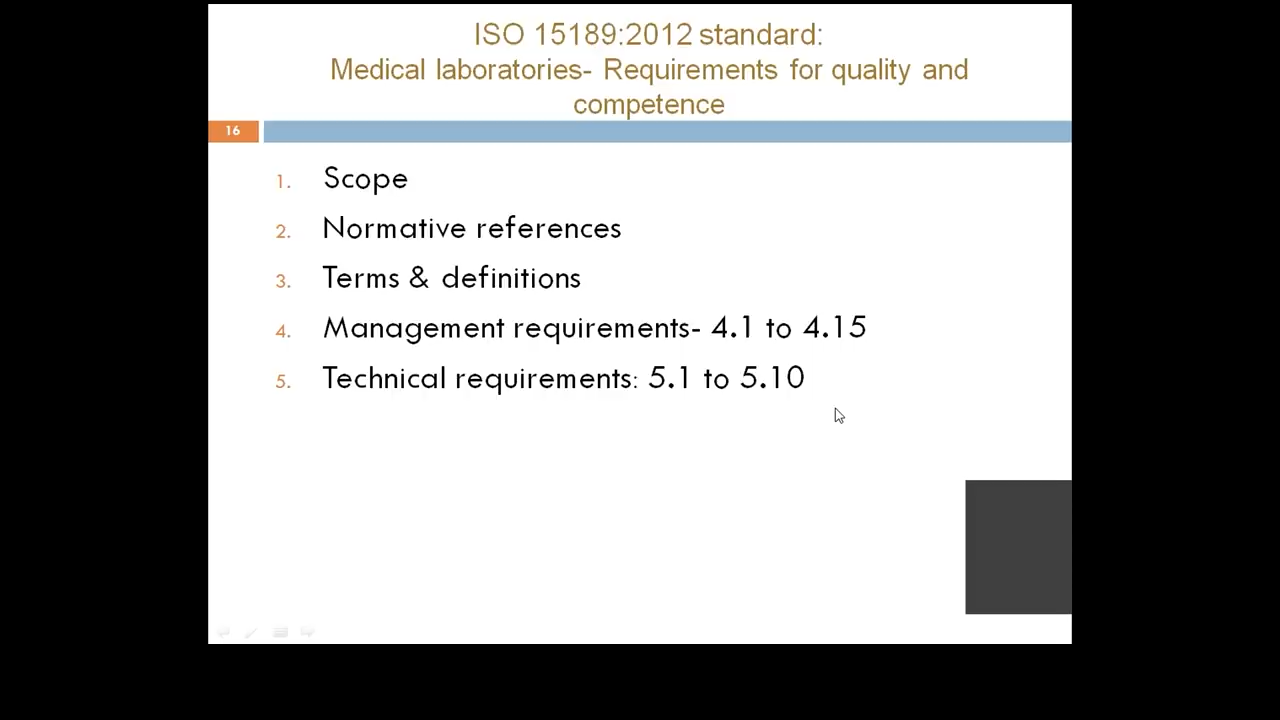 ISO 15189:2012 standard:
Medical laboratories- Requirements for quality and
competence
16
1. Scope
2. Normative references
3. Terms & definitions
4. Management requirements- 4.1 to 4.15
5. Technical requirements: 5.1 to 5.10